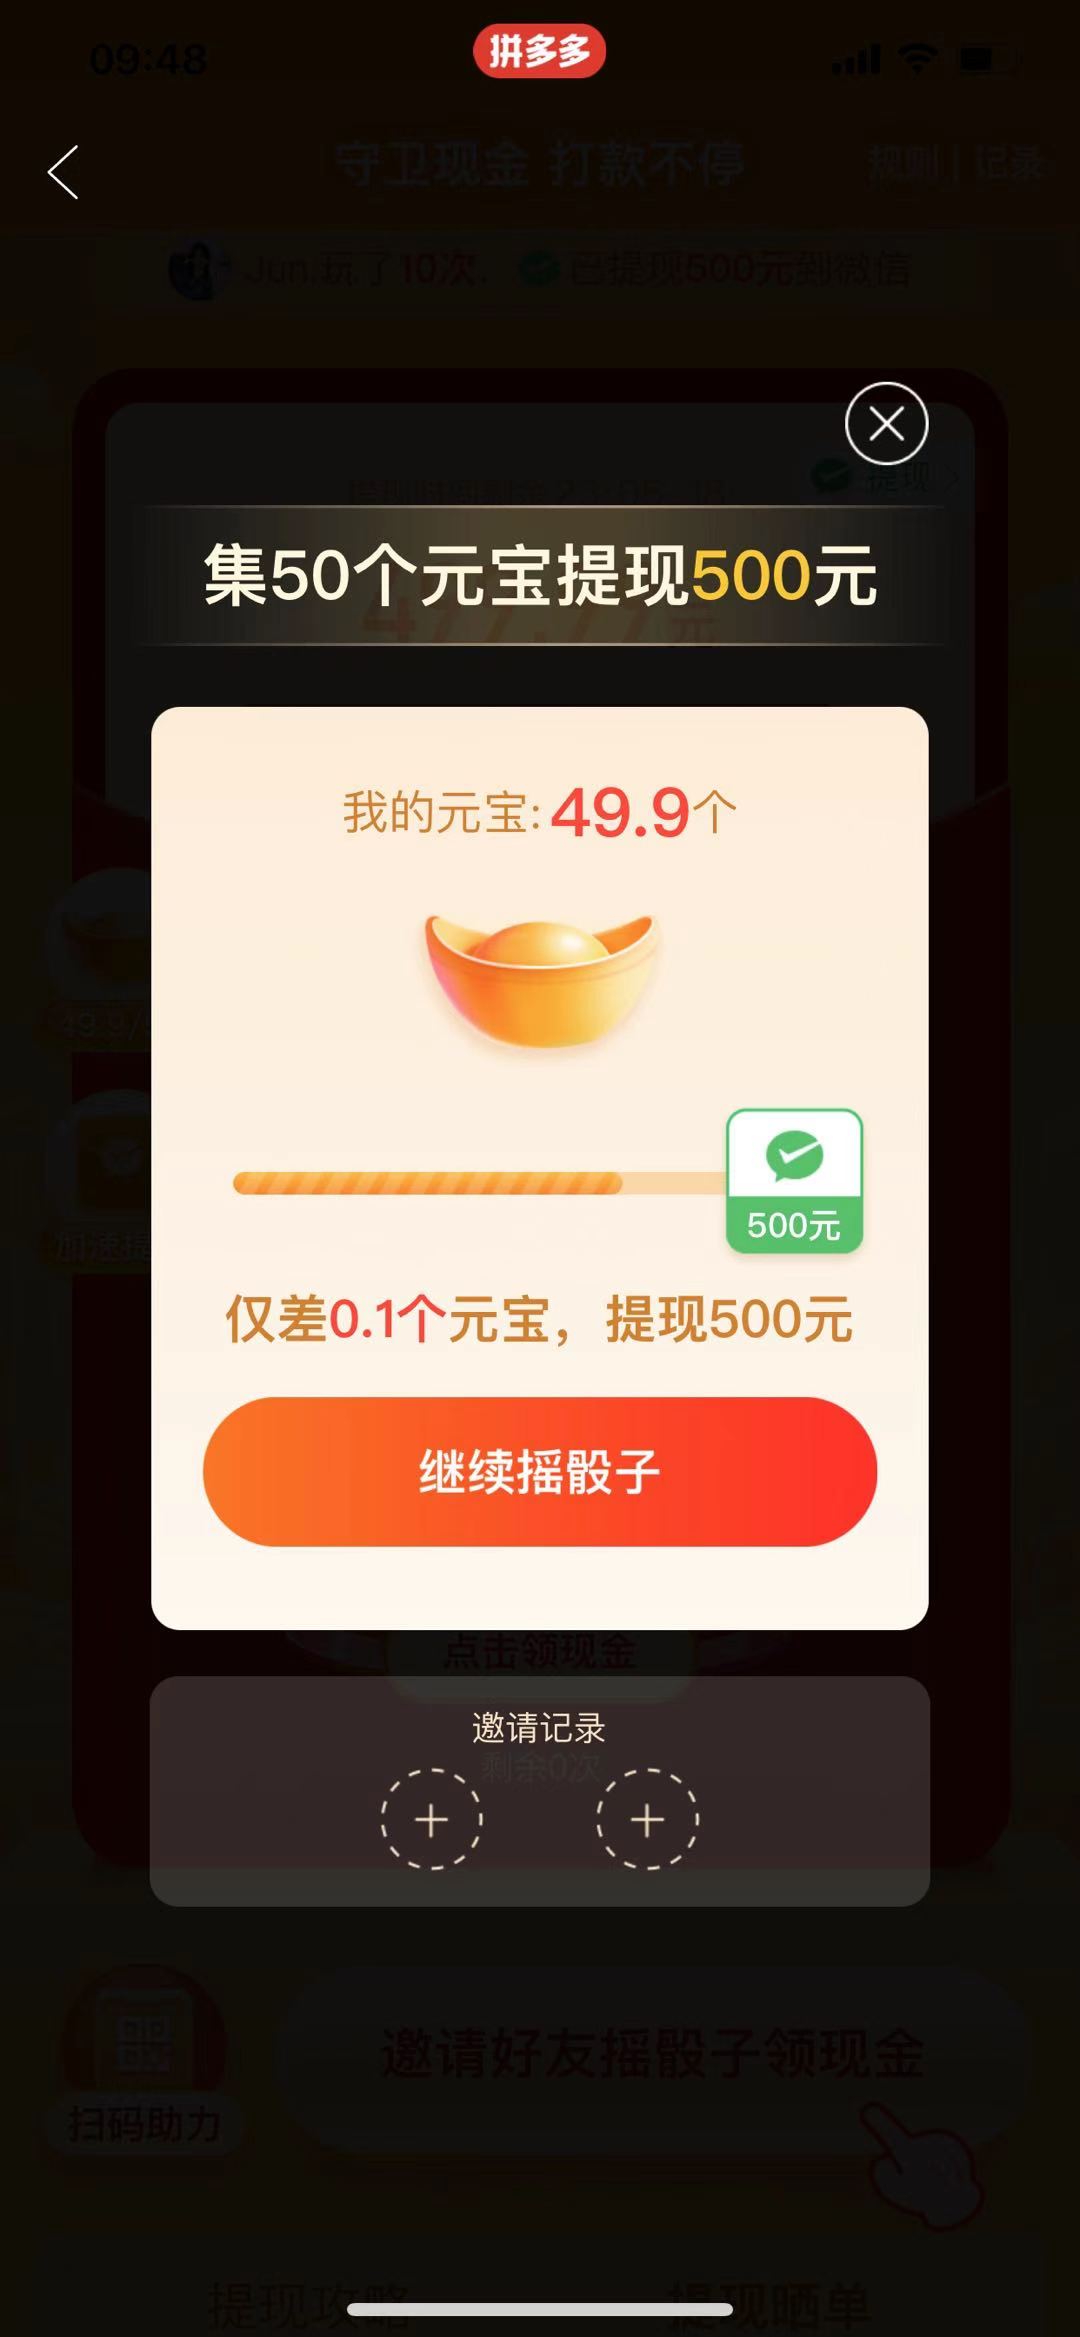 09:48
拼多多
守卫现金 打款不停
规则 | 记录
Jun.玩了10次,
已提现500元到微信
提现
集50个元宝提现500元
我的元宝:49.9个
500元
仅差0.1个元宝，提现500元
继续摇骰子
点击领现金
邀请记录
剩余0次
邀请好友摇骰子领现金
扫码助力
提现攻略
提现晒单